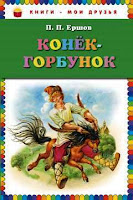 КНИГИ - МОИ ДРУЗЬЯ
П. П. Ершов
КОНЁК-
ГОРБУНОК